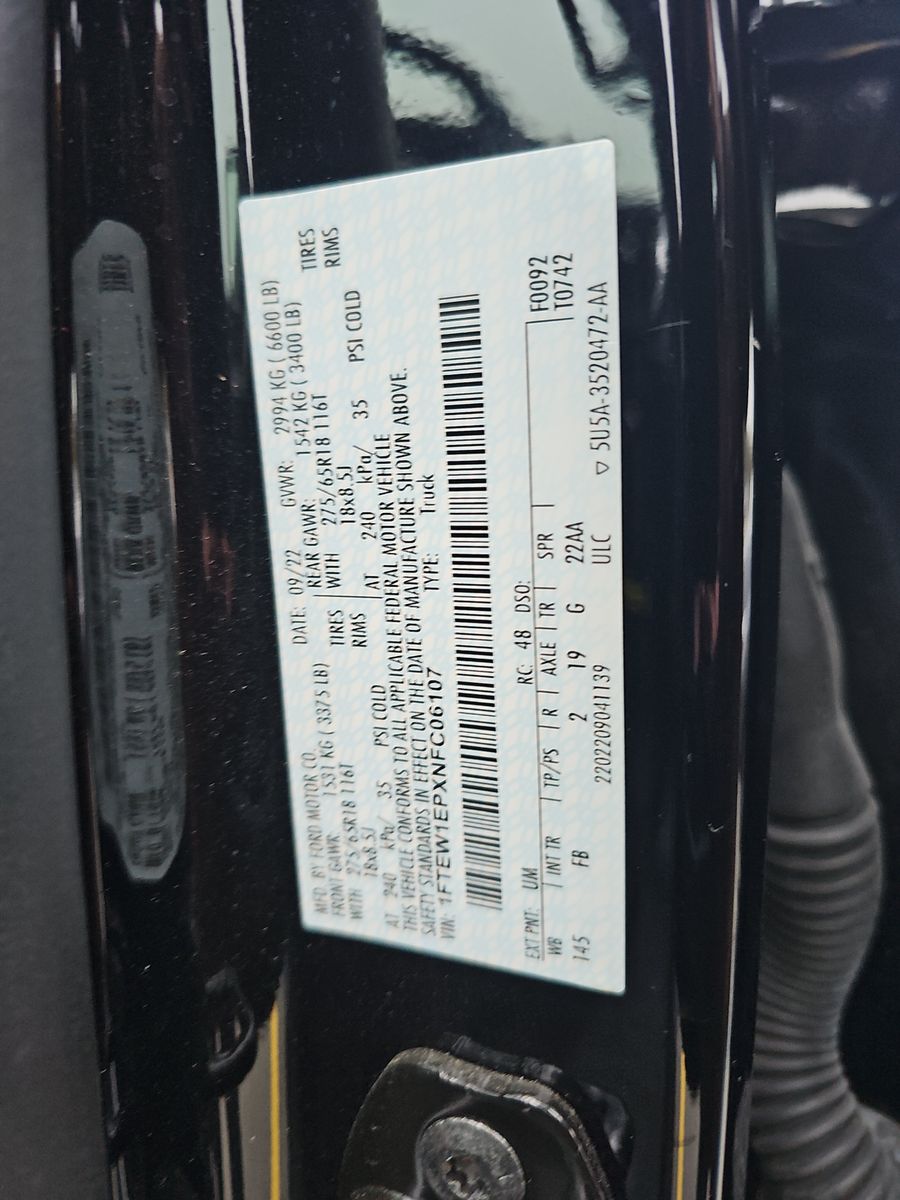 MFD. BY FORD MOTOR CO.
DATE: 09/22 GVWR: 2994 KG ( 6600 LB)
FRONT GAWR: 1531 KG ( 3375 LB)
REAR GAWR: 1542 KG ( 3400 LB)
WITH 275/65R18 116T TIRES
WITH 275/65R18 116T TIRES
18x8.5J RIMS
18x8.5J RIMS
AT 240 kPa/ 35 PSI COLD
AT 240 kPa/ 35 PSI COLD
THIS VEHICLE CONFORMS TO ALL APPLICABLE FEDERAL MOTOR VEHICLE
SAFETY STANDARDS IN EFFECT ON THE DATE OF MANUFACTURE SHOWN ABOVE.
VIN: 1FTEW1EPXNFC06107 TYPE: Truck
F0092
T0742
EXT PNT: UM RC: 48 DSO:
WB INT TR TP/PS R AXLE TR SPR
145 FB 2 19 G 22AA
22022090411139 ULC
▽ 5U5A-3520472-AA